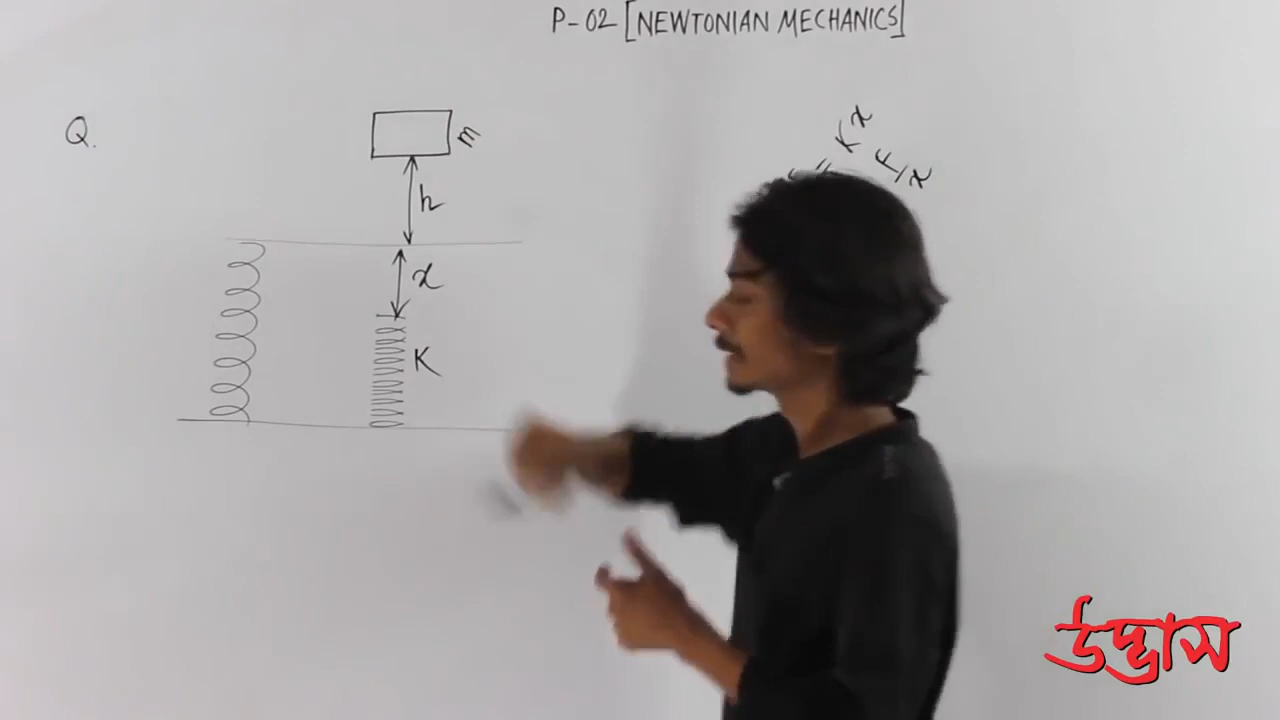 P-02 [NEWTONIAN MECHANICS]
Q.
m
h
x
K
Kx
F/x
উদ্ভাস